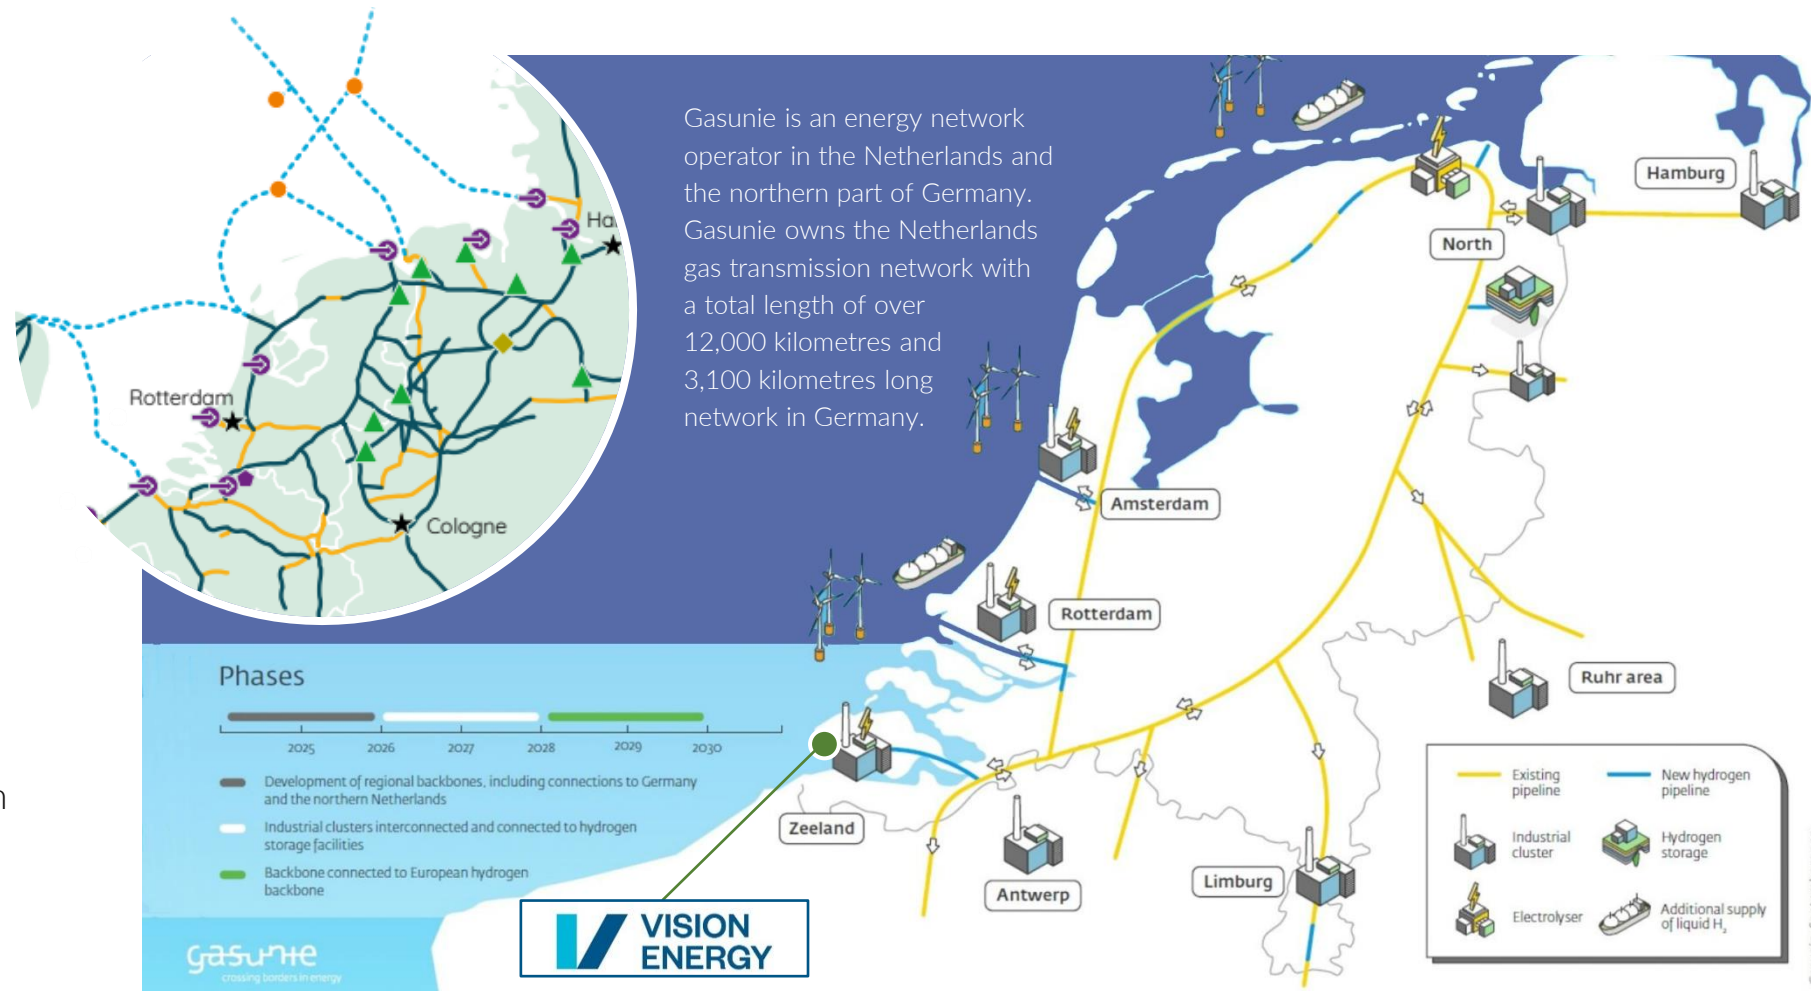 Gasunie is an energy network
operator in the Netherlands and
the northern part of Germany.
Gasunie owns the Netherlands
gas transmission network with
a total length of over
12,000 kilometres and
3,100 kilometres long
network in Germany.
Ha
Rotterdam
Cologne
Hamburg
North
Amsterdam
Rotterdam
Ruhr area
Zeeland
Antwerp
Limburg
Phases
2025 2026 2027 2028 2029 2030
Development of regional backbones, including connections to Germany
and the northern Netherlands
Industrial clusters interconnected and connected to hydrogen
storage facilities
Backbone connected to European hydrogen
backbone
n
gasunie
crossing borders in energy
VISION
ENERGY
Existing
pipeline
New hydrogen
pipeline
Industrial
cluster
Hydrogen
storage
Electrolyser
Additional supply
of liquid H₂